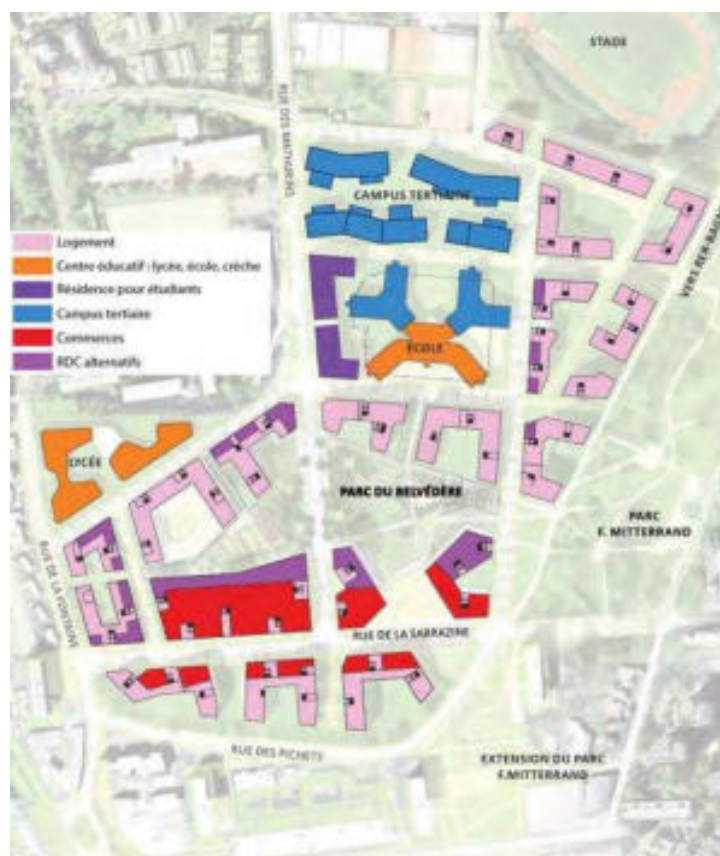 STADE
RUE DES MATHURINS
CAMPUS TERTIAIRE
Logement
Centre éducatif : lycée, école, crèche
Résidence pour étudiants
Campus tertiaire
Commerces
RDC alternatifs
VERS
ÉCOLE
LYCÉE
PARC DU BELVÉDÈRE
PARC
F. MITTERRAND
RUE DE LA FONTAINE
RUE DE LA SARRAZINE
RUE DES PICHETS
EXTENSION DU PARC
F.MITTERRAND